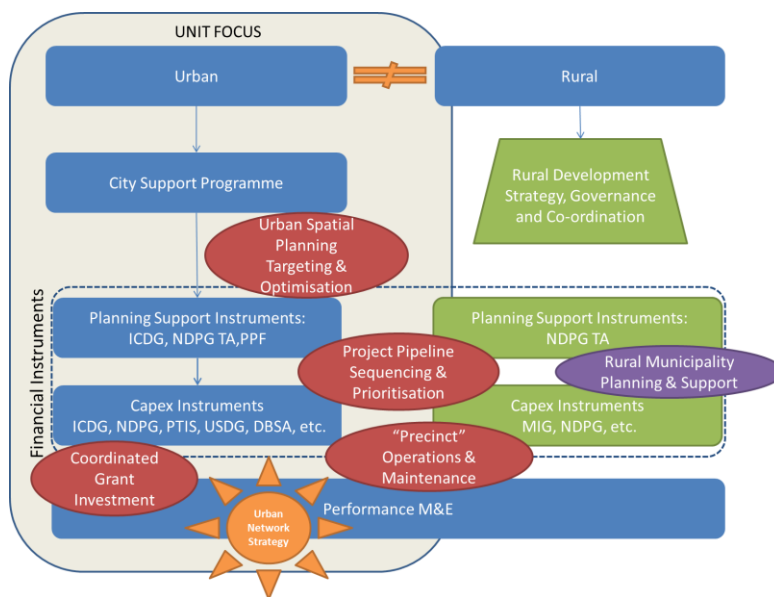 UNIT FOCUS
Urban
Rural
City Support Programme
Rural Development
Strategy, Governance
and Co-ordination
Urban Spatial
Planning
Targeting &
Optimisation
Financial Instruments
Planning Support Instruments:
ICDG, NDPG TA,PPF
Planning Support Instruments:
NDPG TA
Project Pipeline
Sequencing &
Prioritisation
Rural Municipality
Planning & Support
Capex Instruments
ICDG, NDPG, PTIS, USDG, DBSA, etc.
Capex Instruments
MIG, NDPG, etc.
Coordinated
Grant
Investment
“Precinct”
Operations &
Maintenance
Urban
Network
Strategy
Performance M&E